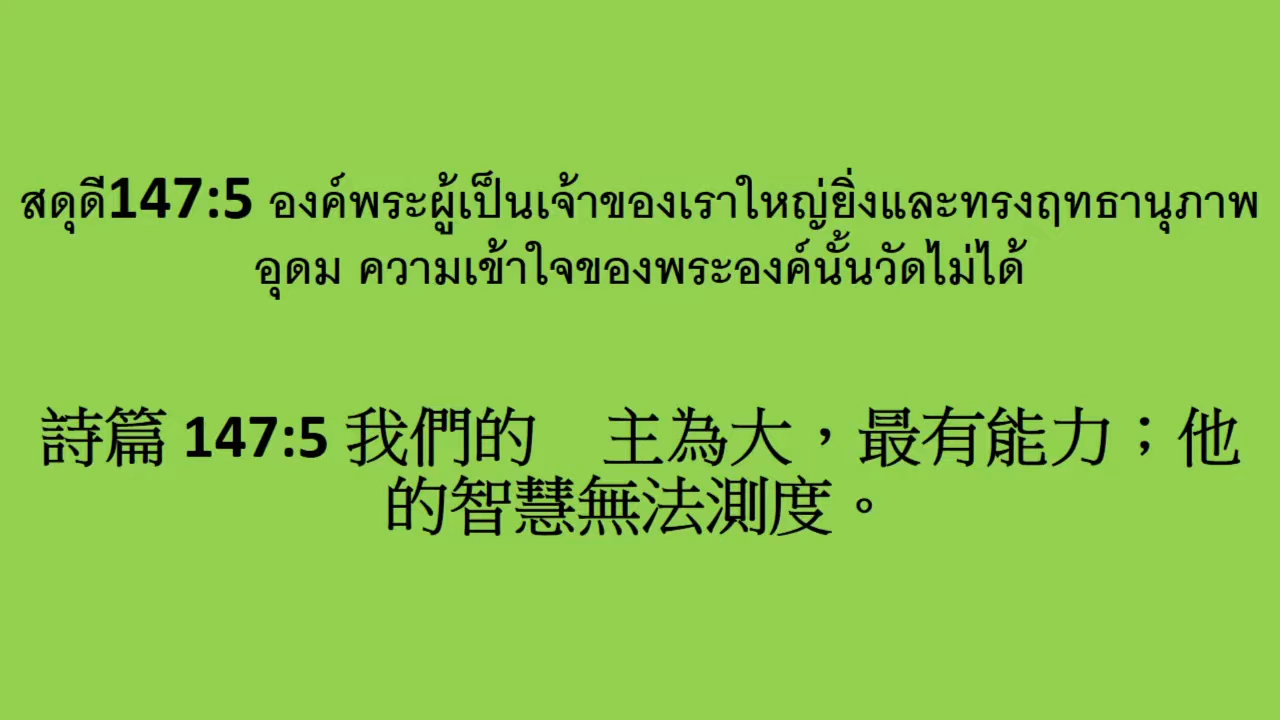 สดุดี147:5 องค์พระผู้เป็นเจ้าของเราใหญ่ยิ่งและทรงฤทธานุภาพ
อุดม ความเข้าใจของพระองค์นั้นวัดไม่ได้
詩篇 147:5 我們的　主為大，最有能力；他
的智慧無法測度。